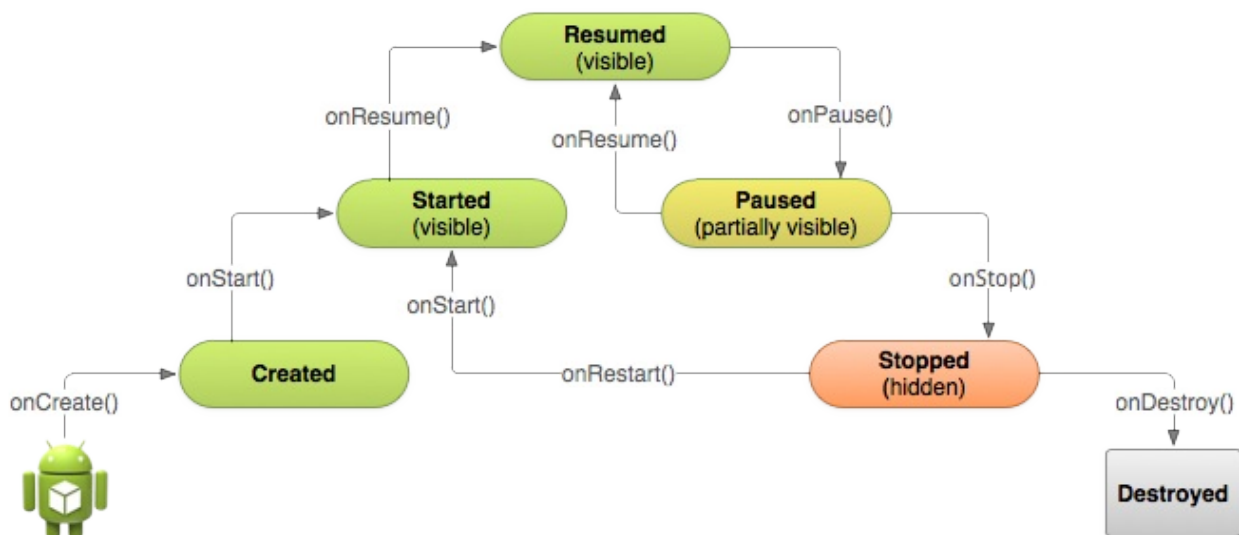 Resumed
(visible)
onResume()
onResume()
onPause()
Started
(visible)
Paused
(partially visible)
onStart()
onStart()
onStop()
Created
onRestart()
Stopped
(hidden)
onCreate()
onDestroy()
Destroyed